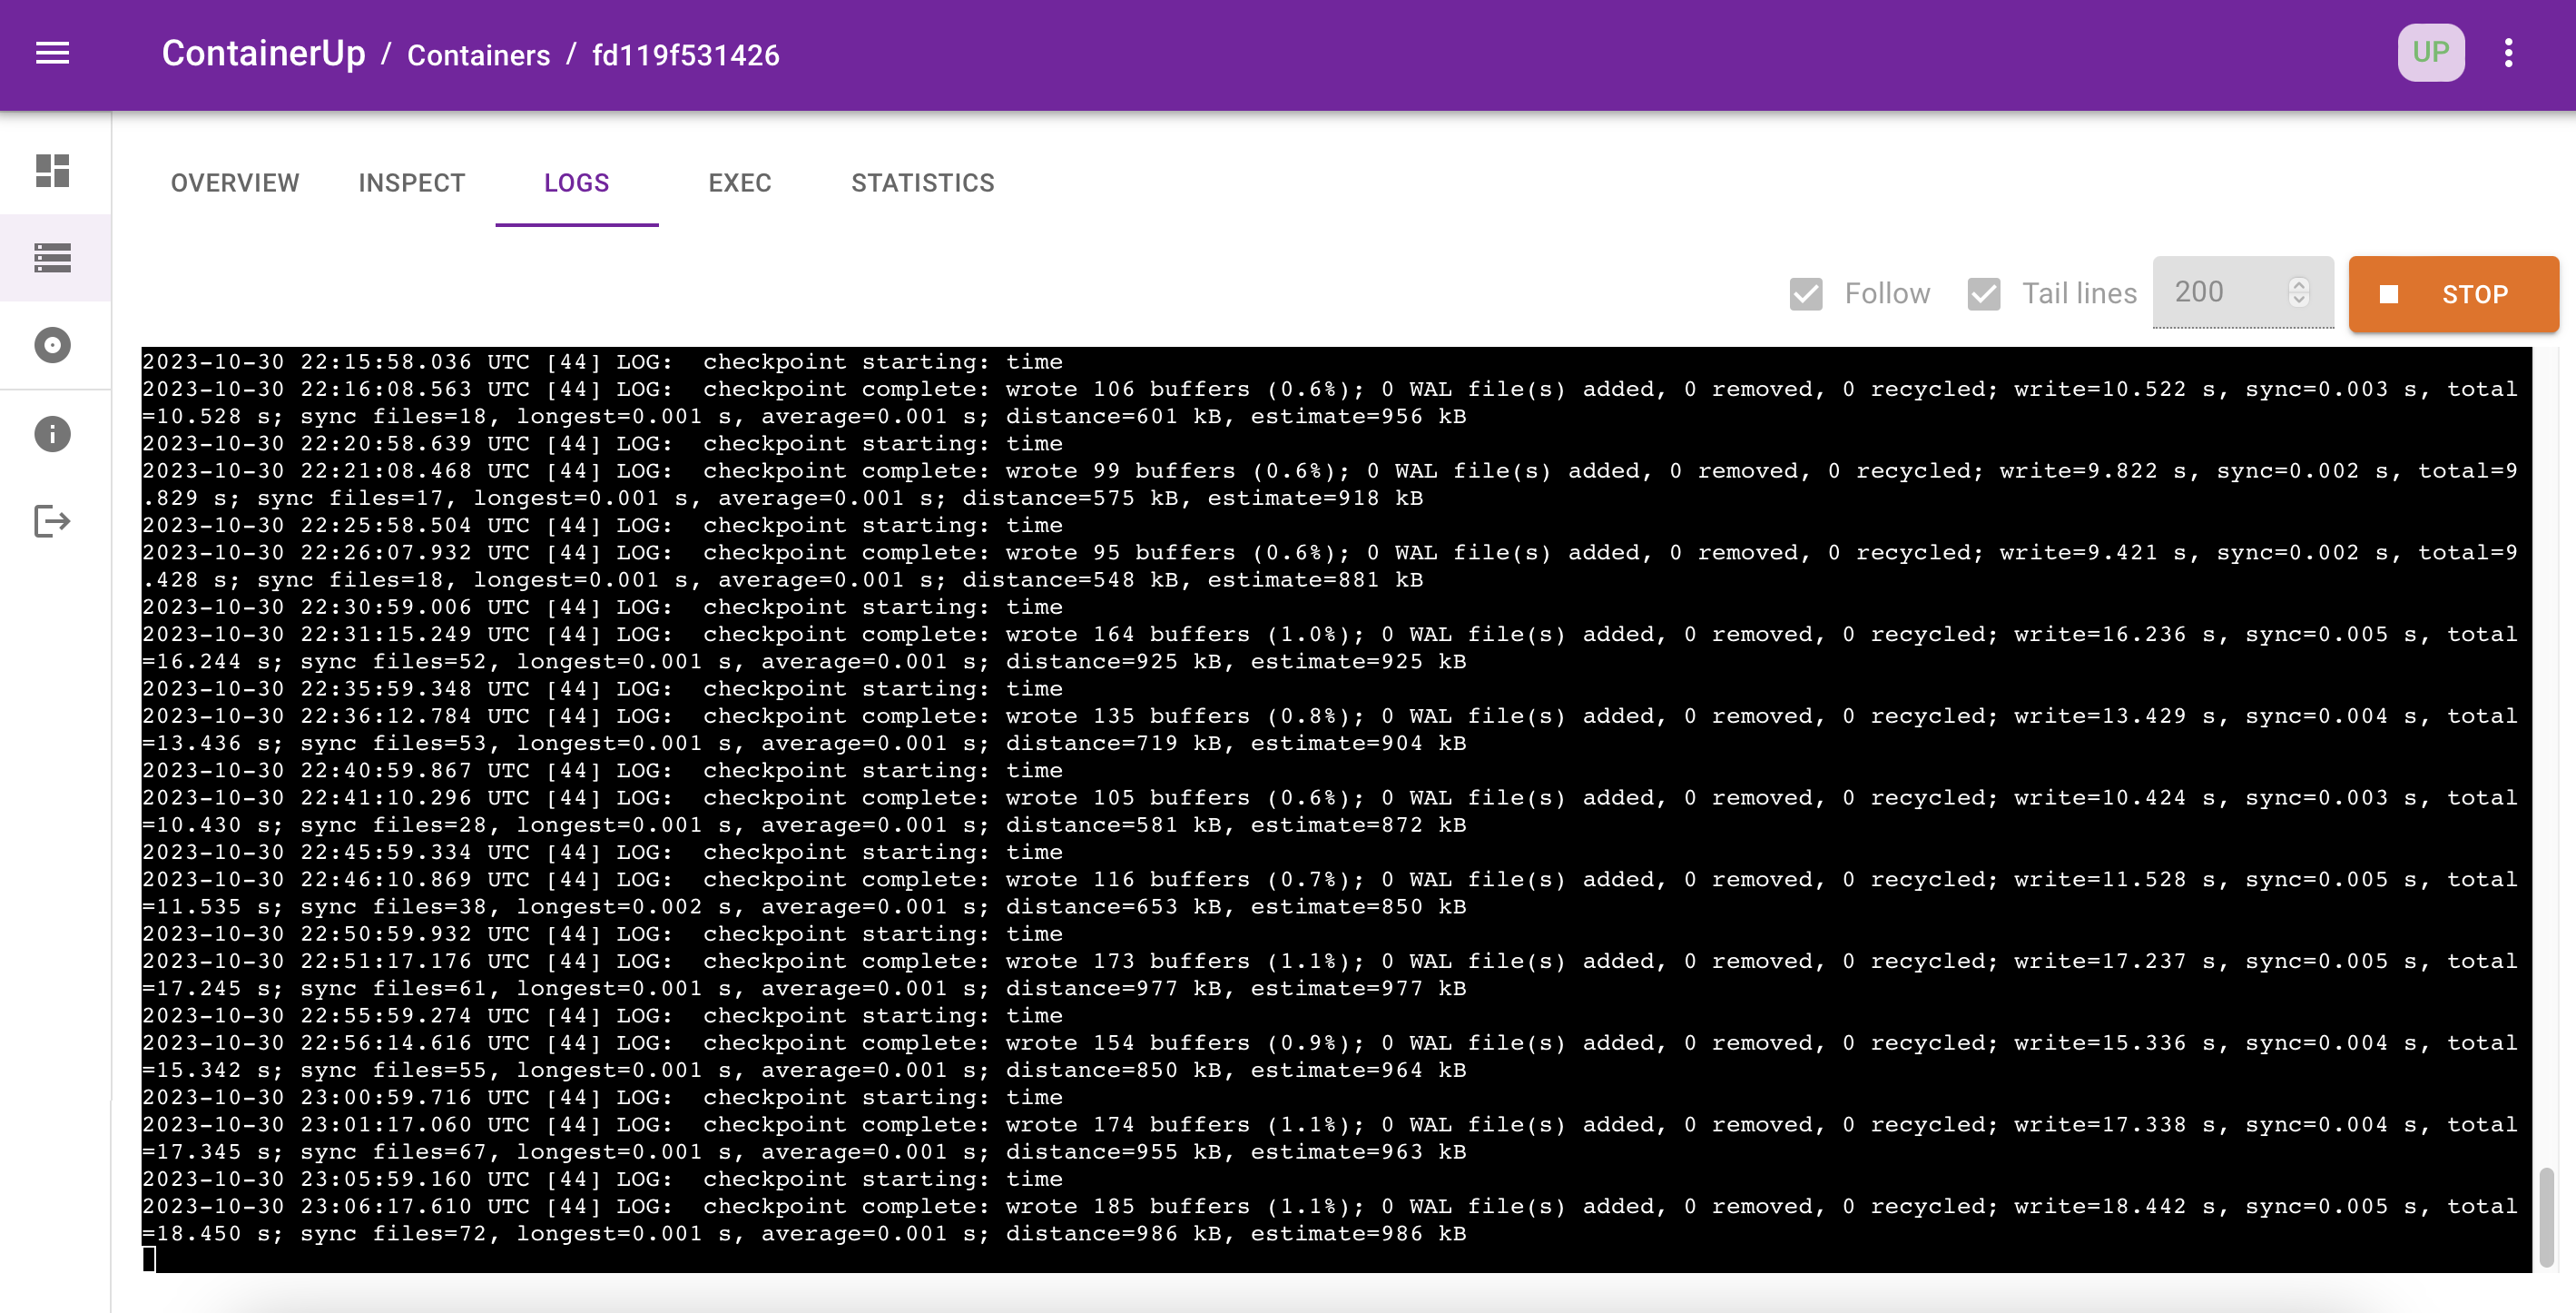 ContainerUp / Containers / fd119f531426
UP
OVERVIEW INSPECT LOGS EXEC STATISTICS
Follow Tail lines 200 STOP
2023-10-30 22:15:58.036 UTC [44] LOG:  checkpoint starting: time
2023-10-30 22:16:08.563 UTC [44] LOG:  checkpoint complete: wrote 106 buffers (0.6%); 0 WAL file(s) added, 0 removed, 0 recycled; write=10.522 s, sync=0.003 s, total
=10.528 s; sync files=18, longest=0.001 s, average=0.001 s; distance=601 kB, estimate=956 kB
2023-10-30 22:20:58.639 UTC [44] LOG:  checkpoint starting: time
2023-10-30 22:21:08.468 UTC [44] LOG:  checkpoint complete: wrote 99 buffers (0.6%); 0 WAL file(s) added, 0 removed, 0 recycled; write=9.822 s, sync=0.002 s, total=9
.829 s; sync files=17, longest=0.001 s, average=0.001 s; distance=575 kB, estimate=918 kB
2023-10-30 22:25:58.504 UTC [44] LOG:  checkpoint starting: time
2023-10-30 22:26:07.932 UTC [44] LOG:  checkpoint complete: wrote 95 buffers (0.6%); 0 WAL file(s) added, 0 removed, 0 recycled; write=9.421 s, sync=0.002 s, total=9
.428 s; sync files=18, longest=0.001 s, average=0.001 s; distance=548 kB, estimate=881 kB
2023-10-30 22:30:59.006 UTC [44] LOG:  checkpoint starting: time
2023-10-30 22:31:15.249 UTC [44] LOG:  checkpoint complete: wrote 164 buffers (1.0%); 0 WAL file(s) added, 0 removed, 0 recycled; write=16.236 s, sync=0.005 s, total
=16.244 s; sync files=52, longest=0.001 s, average=0.001 s; distance=925 kB, estimate=925 kB
2023-10-30 22:35:59.348 UTC [44] LOG:  checkpoint starting: time
2023-10-30 22:36:12.784 UTC [44] LOG:  checkpoint complete: wrote 135 buffers (0.8%); 0 WAL file(s) added, 0 removed, 0 recycled; write=13.429 s, sync=0.004 s, total
=13.436 s; sync files=53, longest=0.001 s, average=0.001 s; distance=719 kB, estimate=904 kB
2023-10-30 22:40:59.867 UTC [44] LOG:  checkpoint starting: time
2023-10-30 22:41:10.296 UTC [44] LOG:  checkpoint complete: wrote 105 buffers (0.6%); 0 WAL file(s) added, 0 removed, 0 recycled; write=10.424 s, sync=0.003 s, total
=10.430 s; sync files=28, longest=0.001 s, average=0.001 s; distance=581 kB, estimate=872 kB
2023-10-30 22:45:59.334 UTC [44] LOG:  checkpoint starting: time
2023-10-30 22:46:10.869 UTC [44] LOG:  checkpoint complete: wrote 116 buffers (0.7%); 0 WAL file(s) added, 0 removed, 0 recycled; write=11.528 s, sync=0.005 s, total
=11.535 s; sync files=38, longest=0.002 s, average=0.001 s; distance=653 kB, estimate=850 kB
2023-10-30 22:50:59.932 UTC [44] LOG:  checkpoint starting: time
2023-10-30 22:51:17.176 UTC [44] LOG:  checkpoint complete: wrote 173 buffers (1.1%); 0 WAL file(s) added, 0 removed, 0 recycled; write=17.237 s, sync=0.005 s, total
=17.245 s; sync files=61, longest=0.001 s, average=0.001 s; distance=977 kB, estimate=977 kB
2023-10-30 22:55:59.274 UTC [44] LOG:  checkpoint starting: time
2023-10-30 22:56:14.616 UTC [44] LOG:  checkpoint complete: wrote 154 buffers (0.9%); 0 WAL file(s) added, 0 removed, 0 recycled; write=15.336 s, sync=0.004 s, total
=15.342 s; sync files=55, longest=0.001 s, average=0.001 s; distance=850 kB, estimate=964 kB
2023-10-30 23:00:59.716 UTC [44] LOG:  checkpoint starting: time
2023-10-30 23:01:17.060 UTC [44] LOG:  checkpoint complete: wrote 174 buffers (1.1%); 0 WAL file(s) added, 0 removed, 0 recycled; write=17.338 s, sync=0.004 s, total
=17.345 s; sync files=67, longest=0.001 s, average=0.001 s; distance=955 kB, estimate=963 kB
2023-10-30 23:05:59.160 UTC [44] LOG:  checkpoint starting: time
2023-10-30 23:06:17.610 UTC [44] LOG:  checkpoint complete: wrote 185 buffers (1.1%); 0 WAL file(s) added, 0 removed, 0 recycled; write=18.442 s, sync=0.005 s, total
=18.450 s; sync files=72, longest=0.001 s, average=0.001 s; distance=986 kB, estimate=986 kB